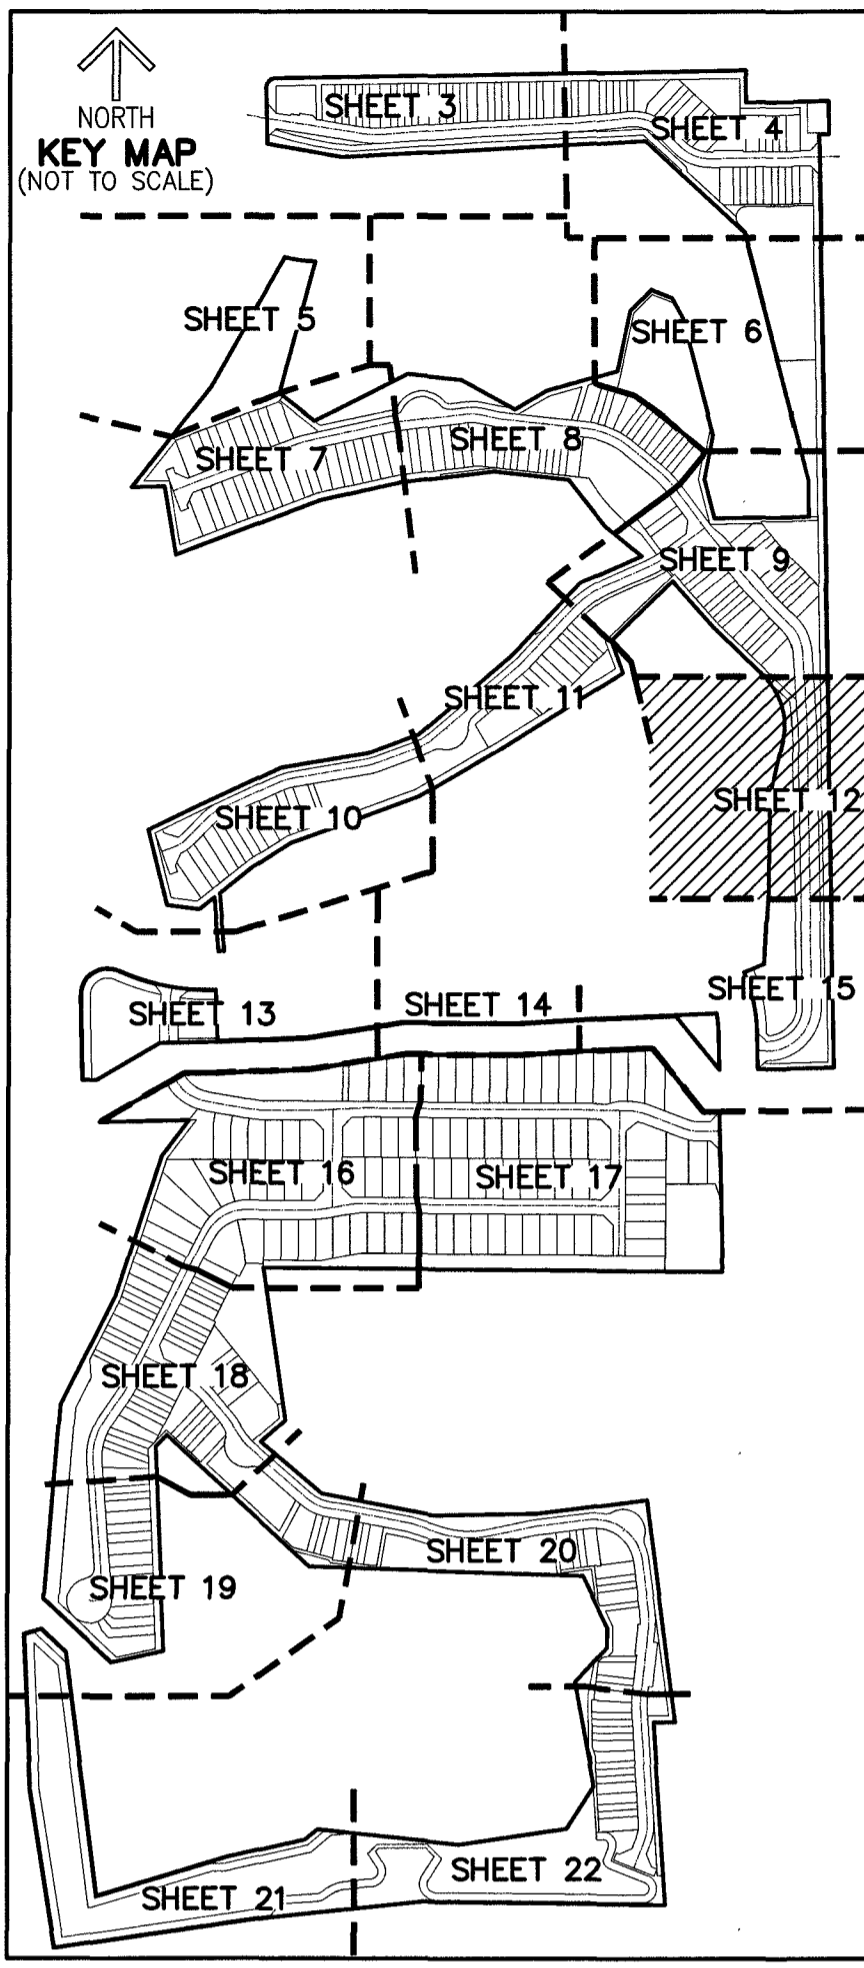 NORTH
KEY MAP
(NOT TO SCALE)
SHEET 3
SHEET 4
SHEET 5
SHEET 6
SHEET 7
SHEET 8
SHEET 9
SHEET 10
SHEET 11
SHEET 12
SHEET 13
SHEET 14
SHEET 15
SHEET 16
SHEET 17
SHEET 18
SHEET 19
SHEET 20
SHEET 21
SHEET 22